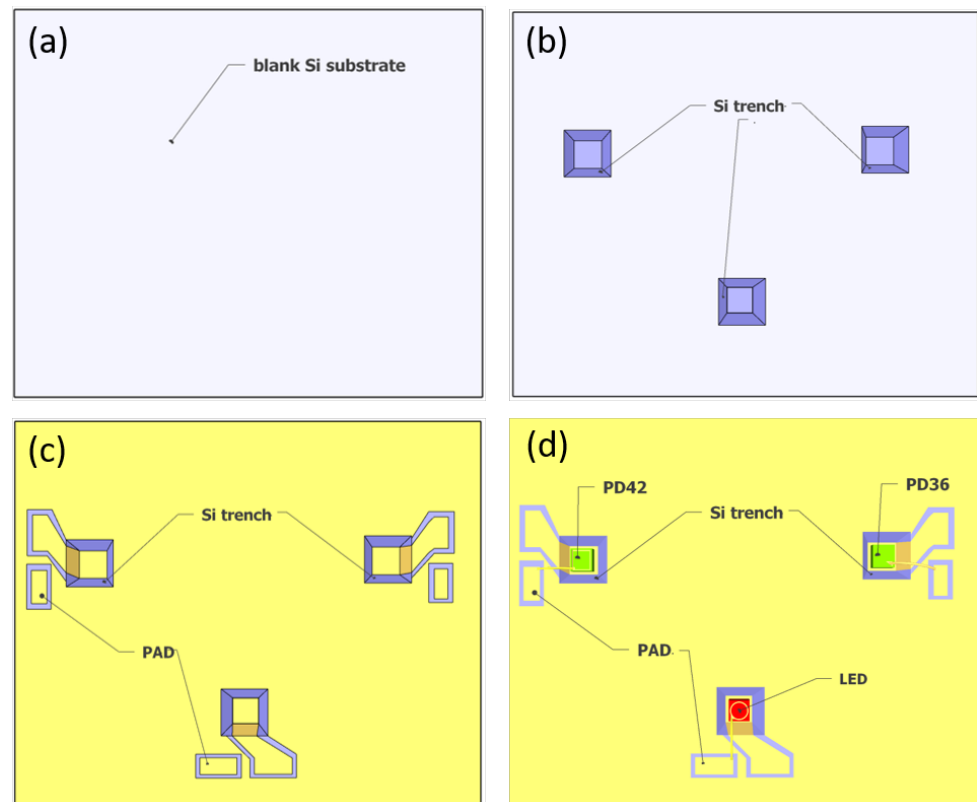 (a)
blank Si substrate
(b)
Si trench
(c)
Si trench
PAD
(d)
PD42
PD36
Si trench
PAD
LED